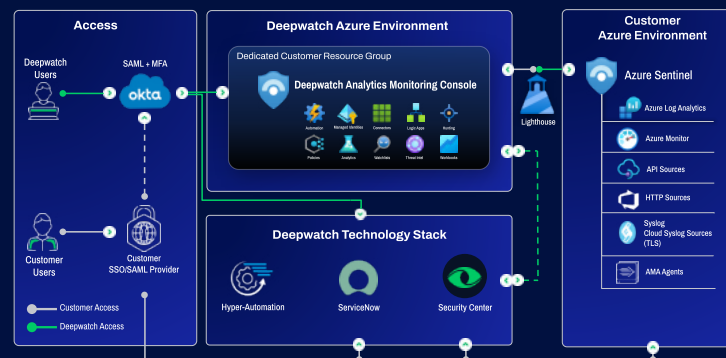 Access
Deepwatch
Users
SAML + MFA
okta
Customer
Users
Customer
SSO/SAML Provider
Customer Access
Deepwatch Access
Deepwatch Azure Environment
Dedicated Customer Resource Group
Deepwatch Analytics Monitoring Console
Automation
Managed Identities
Connectors
Logic Apps
Hunting
Policies
Analytics
Watchlists
Threat Intel
Workbooks
Deepwatch Technology Stack
Hyper-Automation
ServiceNow
Security Center
Lighthouse
Customer
Azure Environment
Azure Sentinel
Azure Log Analytics
Azure Monitor
API Sources
HTTP Sources
Syslog
Cloud Syslog Sources
(TLS)
AMA Agents